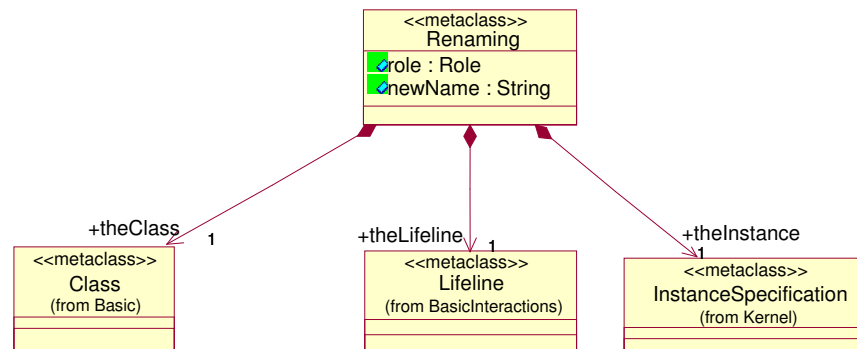 <<metaclass>>
Renaming
role : Role
newName : String
+theClass
1
+theLifeline
1
+theInstance
1
<<metaclass>>
Class
(from Basic)
<<metaclass>>
Lifeline
(from BasicInteractions)
<<metaclass>>
InstanceSpecification
(from Kernel)